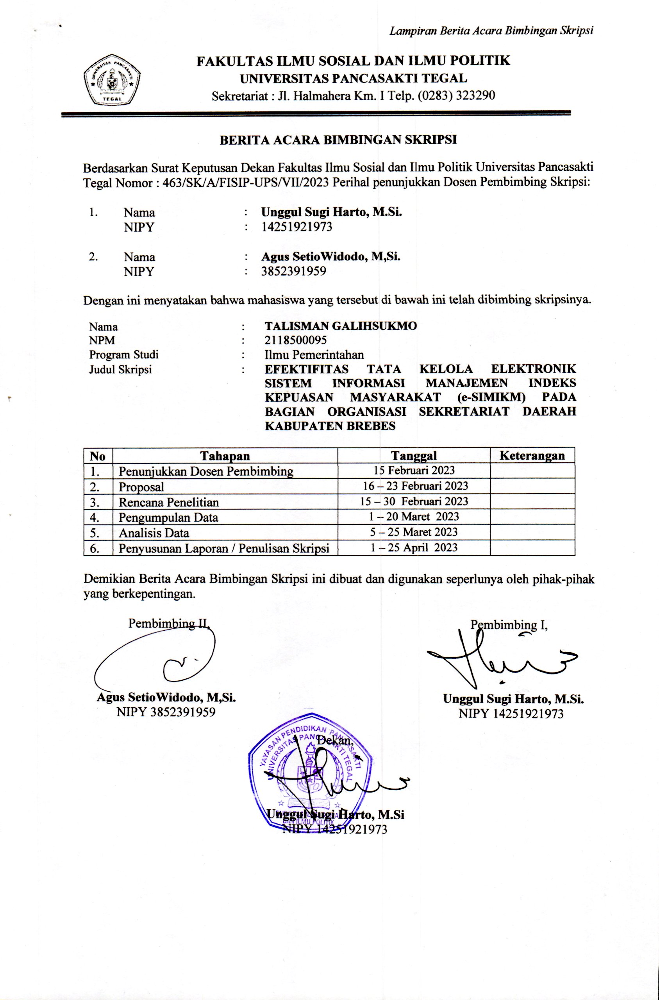 Lampiran Berita Acara Bimbingan Skripsi
FAKULTAS ILMU SOSIAL DAN ILMU POLITIK
UNIVERSITAS PANCASAKTI TEGAL
Sekretariat : Jl. Halmahera Km. I Telp. (0283) 323290
UNIVERSITAS PANCASAKTI
TEGAL
BERITA ACARA BIMBINGAN SKRIPSI
Berdasarkan Surat Keputusan Dekan Fakultas Ilmu Sosial dan Ilmu Politik Universitas Pancasakti
Tegal Nomor : 463/SK/A/FISIP-UPS/VII/2023 Perihal penunjukkan Dosen Pembimbing Skripsi:
1. Nama : Unggul Sugi Harto, M.Si.
NIPY : 14251921973
2. Nama : Agus SetioWidodo, M,Si.
NIPY : 3852391959
Dengan ini menyatakan bahwa mahasiswa yang tersebut di bawah ini telah dibimbing skripsinya.
Nama : TALISMAN GALIHSUKMO
NPM : 2118500095
Program Studi : Ilmu Pemerintahan
Judul Skripsi : EFEKTIFITAS TATA KELOLA ELEKTRONIK
SISTEM INFORMASI MANAJEMEN INDEKS
KEPUASAN MASYARAKAT (e-SIMIKM) PADA
BAGIAN ORGANISASI SEKRETARIAT DAERAH
KABUPATEN BREBES
No Tahapan Tanggal Keterangan
1. Penunjukkan Dosen Pembimbing 15 Februari 2023
2. Proposal 16 – 23 Februari 2023
3. Rencana Penelitian 15 – 30 Februari 2023
4. Pengumpulan Data 1 – 20 Maret 2023
5. Analisis Data 5 – 25 Maret 2023
6. Penyusunan Laporan / Penulisan Skripsi 1 – 25 April 2023
Demikian Berita Acara Bimbingan Skripsi ini dibuat dan digunakan seperlunya oleh pihak-pihak
yang berkepentingan.
Pembimbing II,
Pembimbing I,
Agus SetioWidodo, M,Si.
NIPY 3852391959
Unggul Sugi Harto, M.Si.
NIPY 14251921973
YAYASAN PENDIDIKAN PANCASAKTI
UNIVERSITAS PANCASAKTI TEGAL
Dekan,
Unggul Sugi Harto, M.Si
DAN ILMU POLITIK
NIPY 14251921973